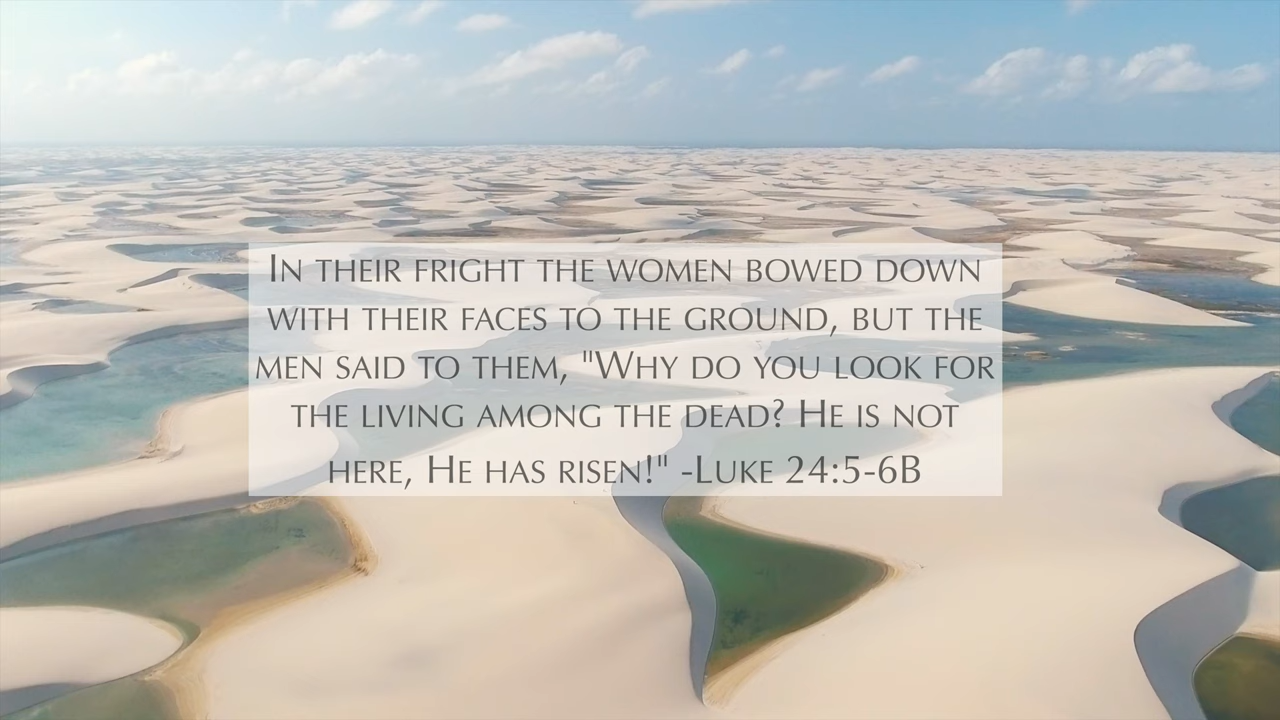 In their fright the women bowed down
with their faces to the ground, but the
men said to them, "Why do you look for
the living among the dead? He is not
here, He has risen!" -Luke 24:5-6b